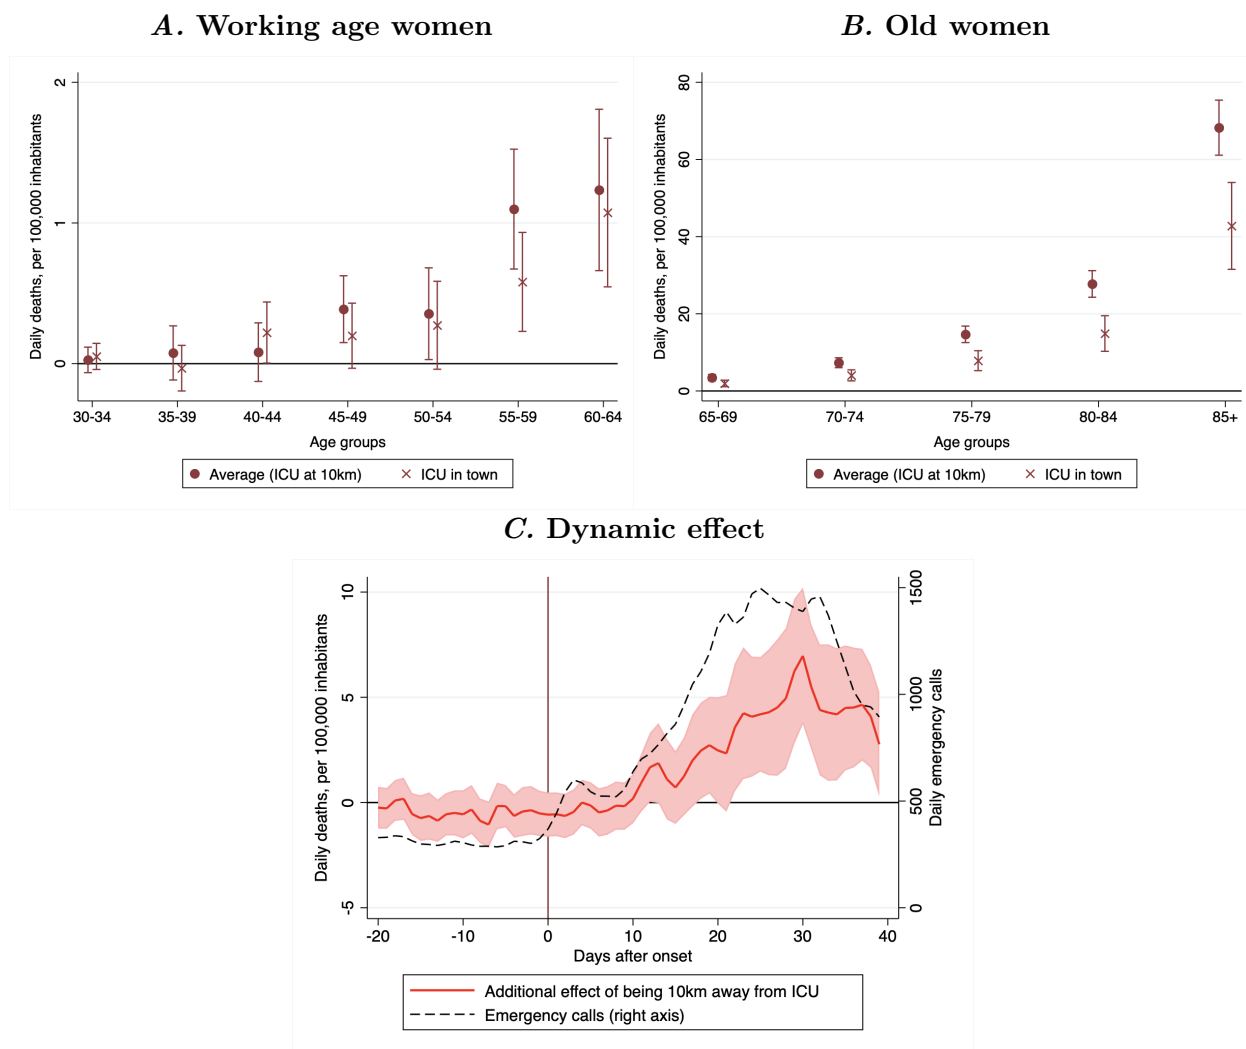 A. Working age women
Daily deaths, per 100,000 inhabitants
2
1
0
30-34 35-39 40-44 45-49 50-54 55-59 60-64
Age groups
Average (ICU at 10km) ICU in town
B. Old women
Daily deaths, per 100,000 inhabitants
80
60
40
20
0
65-69 70-74 75-79 80-84 85+
Age groups
Average (ICU at 10km) ICU in town
C. Dynamic effect
Daily deaths, per 100,000 inhabitants
10
5
0
-5
1500
1000
500
0
Daily emergency calls
-20 -10 0 10 20 30 40
Days after onset
Additional effect of being 10km away from ICU
Emergency calls (right axis)